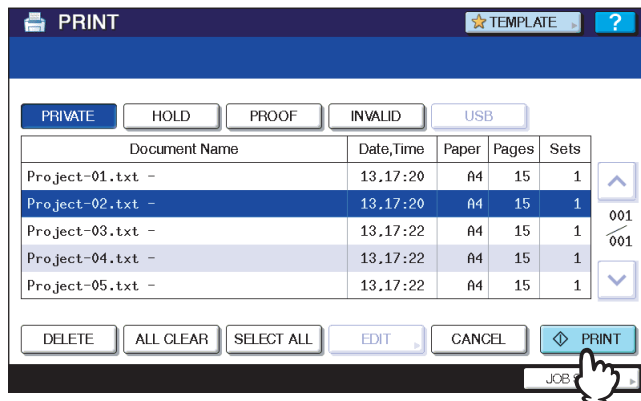 PRINT TEMPLATE ?
PRIVATE HOLD PROOF INVALID USB
Document Name Date,Time Paper Pages Sets
Project-01.txt - 13,17:20 A4 15 1
Project-02.txt - 13,17:20 A4 15 1
Project-03.txt - 13,17:22 A4 15 1
Project-04.txt - 13,17:22 A4 15 1
Project-05.txt - 13,17:22 A4 15 1
001
/001
DELETE ALL CLEAR SELECT ALL EDIT CANCEL PRINT
JOB